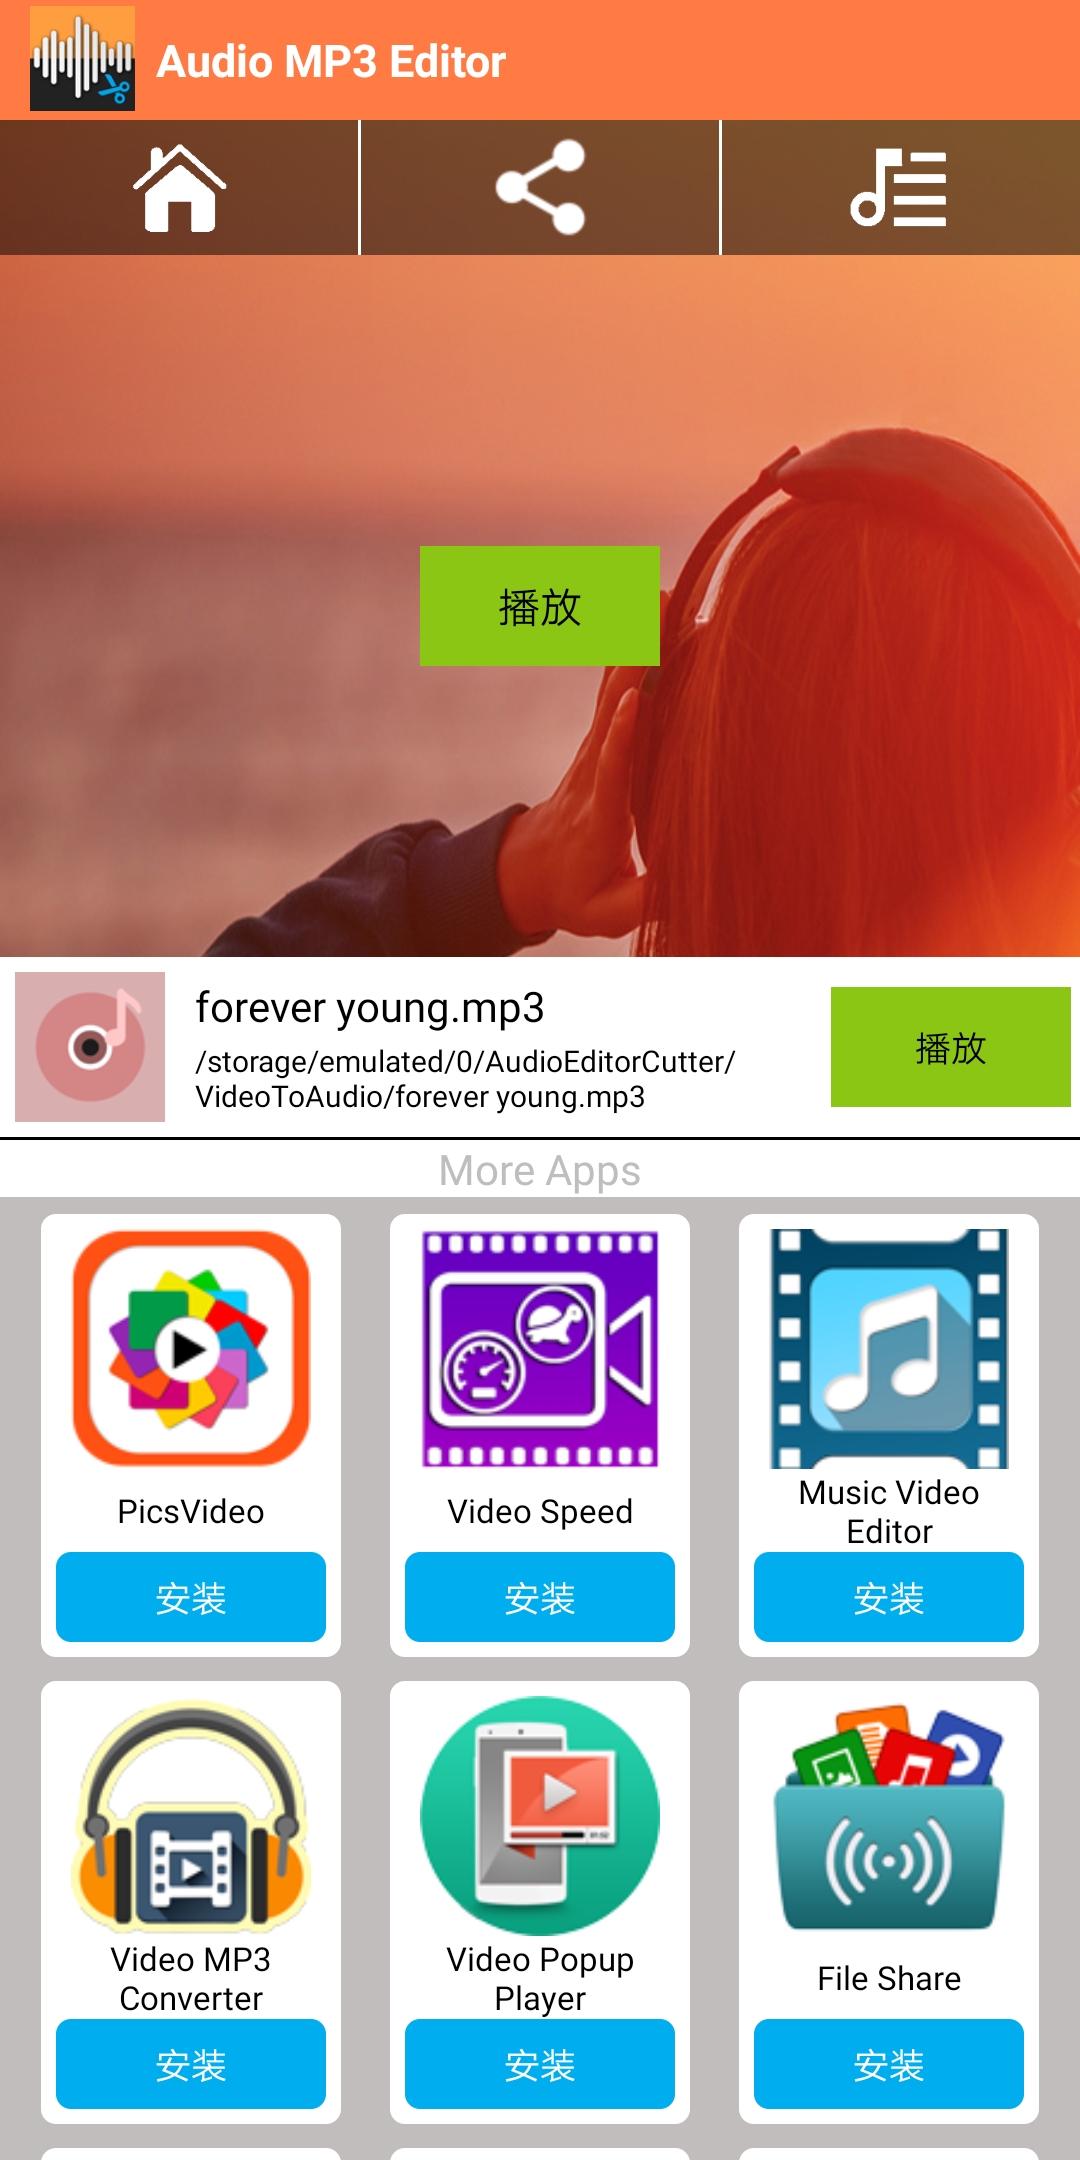 Audio MP3 Editor
播放
forever young.mp3
/storage/emulated/0/AudioEditorCutter/
VideoToAudio/forever young.mp3
播放
More Apps
PicsVideo
Video Speed
Music Video
Editor
安装
安装
安装
Video MP3
Converter
Video Popup
Player
File Share
安装
安装
安装